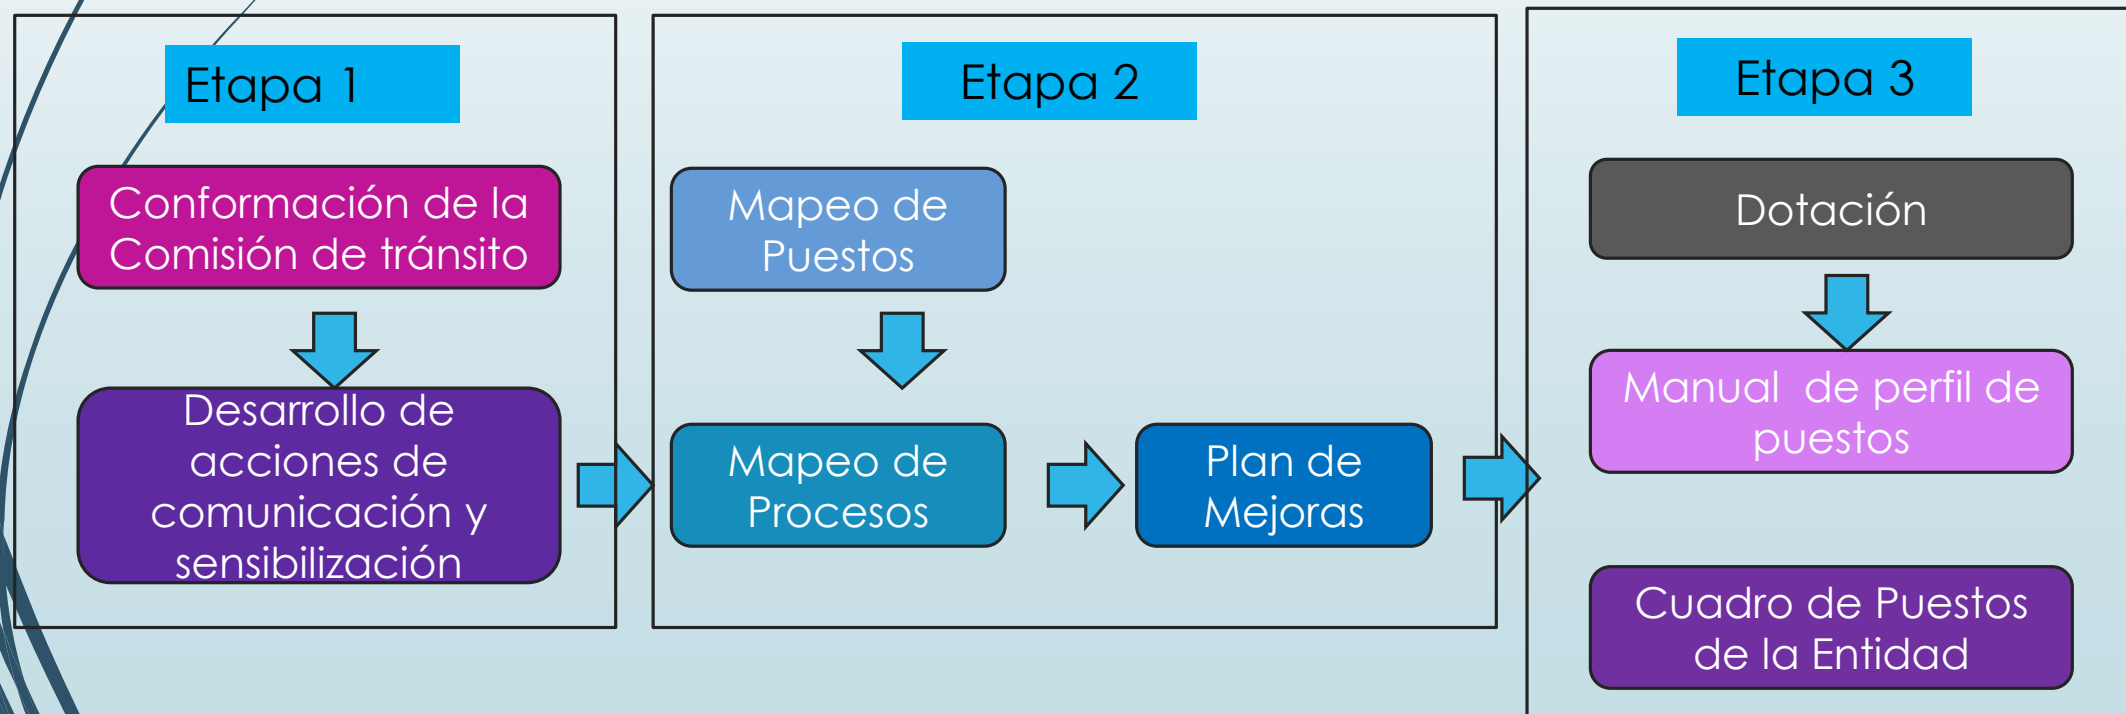 Etapa 1
Conformación de la
Comisión de tránsito
Desarrollo de
acciones de
comunicación y
sensibilización
Etapa 2
Mapeo de
Puestos
Mapeo de
Procesos
Plan de
Mejoras
Etapa 3
Dotación
Manual  de perfil de
puestos
Cuadro de Puestos
de la Entidad